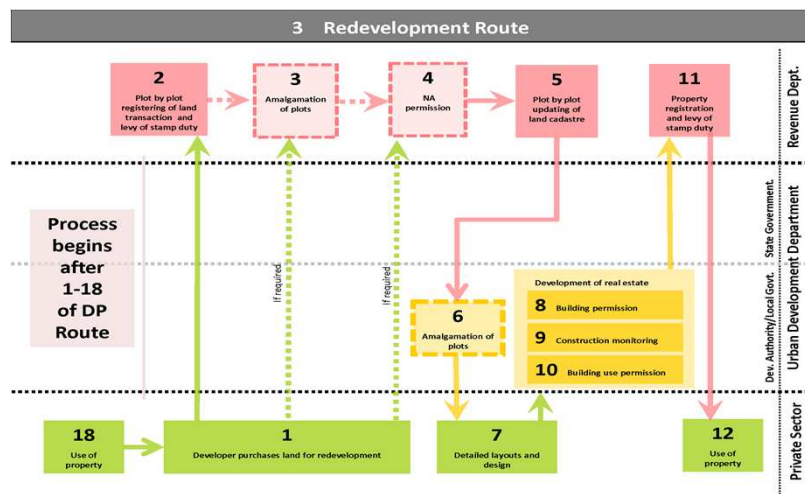 3 Redevelopment Route
2
Plot by plot
registering of land
transaction and
levy of stamp duty
3
Amalgamation
of plots
4
NA
permission
5
Plot by plot
updating of
land cadastre
11
Property
registration
and levy of
stamp duty
Revenue Dept.
Process
begins
after
1-18
of DP
Route
If required
If required
State Government.
Dev. Authority/Local Govt.
Urban Development Department
6
Amalgamation of
plots
Development of real estate
8 Building permission
9 Construction monitoring
10 Building use permission
18
Use of
property
1
Developer purchases land for redevelopment
7
Detailed layouts and
design
12
Use of
property
Private Sector